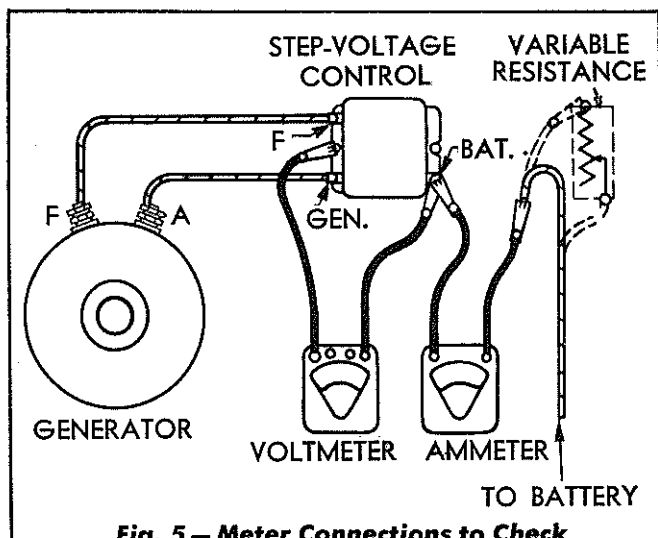 STEP-VOLTAGE
CONTROL
VARIABLE
RESISTANCE
F
BAT.
GEN.
F
A
GENERATOR
VOLTMETER
AMMETER
TO BATTERY
Fig. 5 — Meter Connections to Check